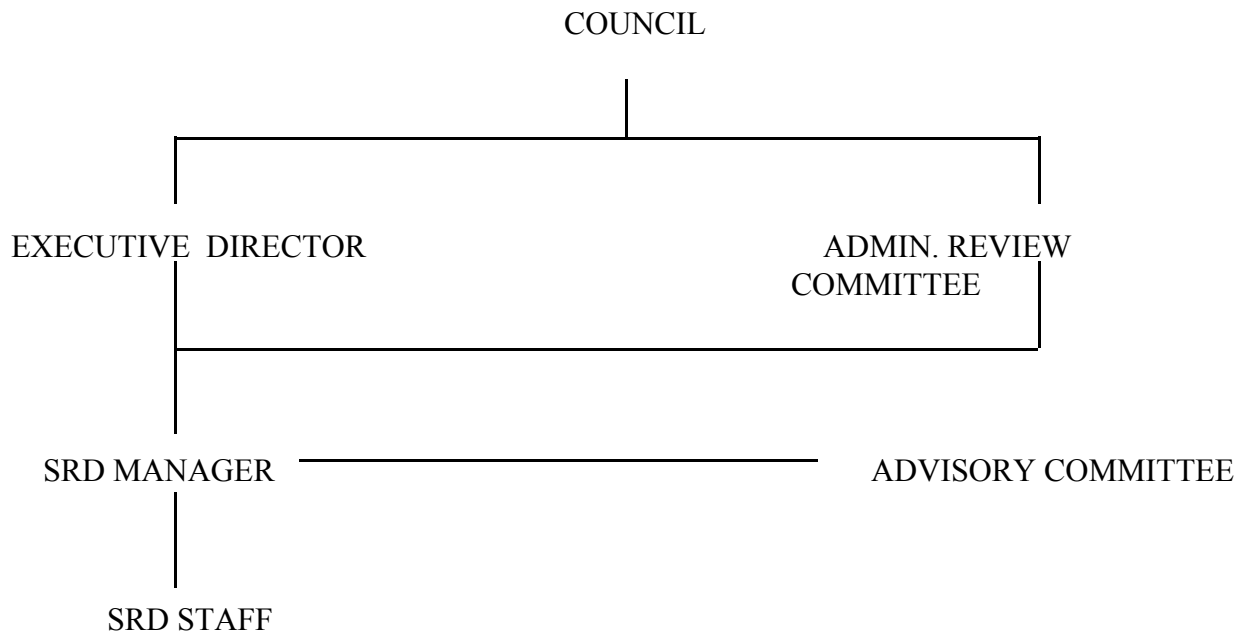 COUNCIL
EXECUTIVE DIRECTOR
ADMIN. REVIEW
COMMITTEE
SRD MANAGER
ADVISORY COMMITTEE
SRD STAFF